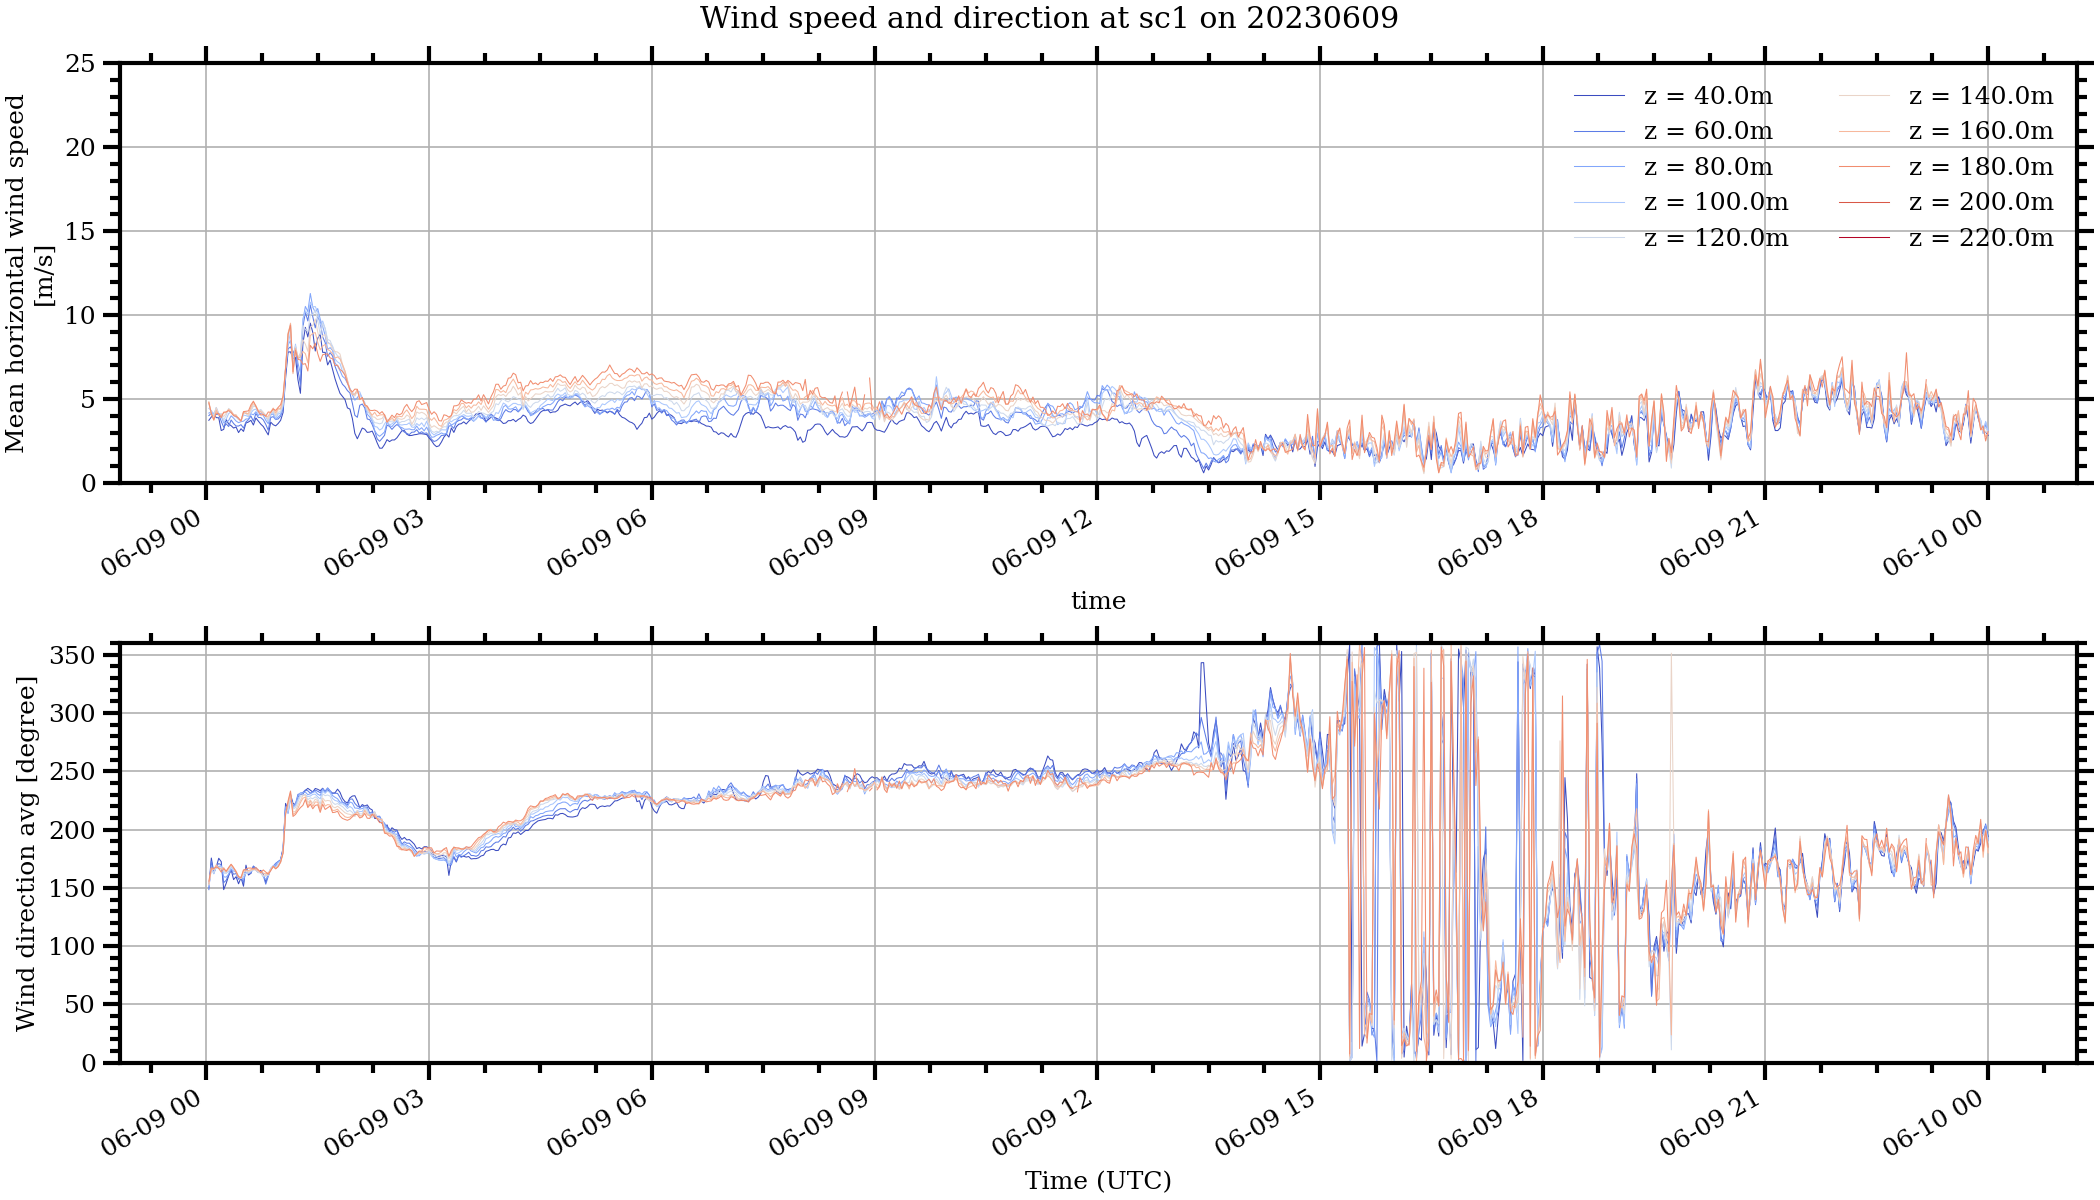 Wind speed and direction at sc1 on 20230609
Mean horizontal wind speed
[m/s]
25
20
15
10
5
0
z = 40.0m
z = 60.0m
z = 80.0m
z = 100.0m
z = 120.0m
z = 140.0m
z = 160.0m
z = 180.0m
z = 200.0m
z = 220.0m
06-09 00
06-09 03
06-09 06
06-09 09
06-09 12
06-09 15
06-09 18
06-09 21
06-10 00
time
Wind direction avg [degree]
350
300
250
200
150
100
50
0
06-09 00
06-09 03
06-09 06
06-09 09
06-09 12
06-09 15
06-09 18
06-09 21
06-10 00
Time (UTC)